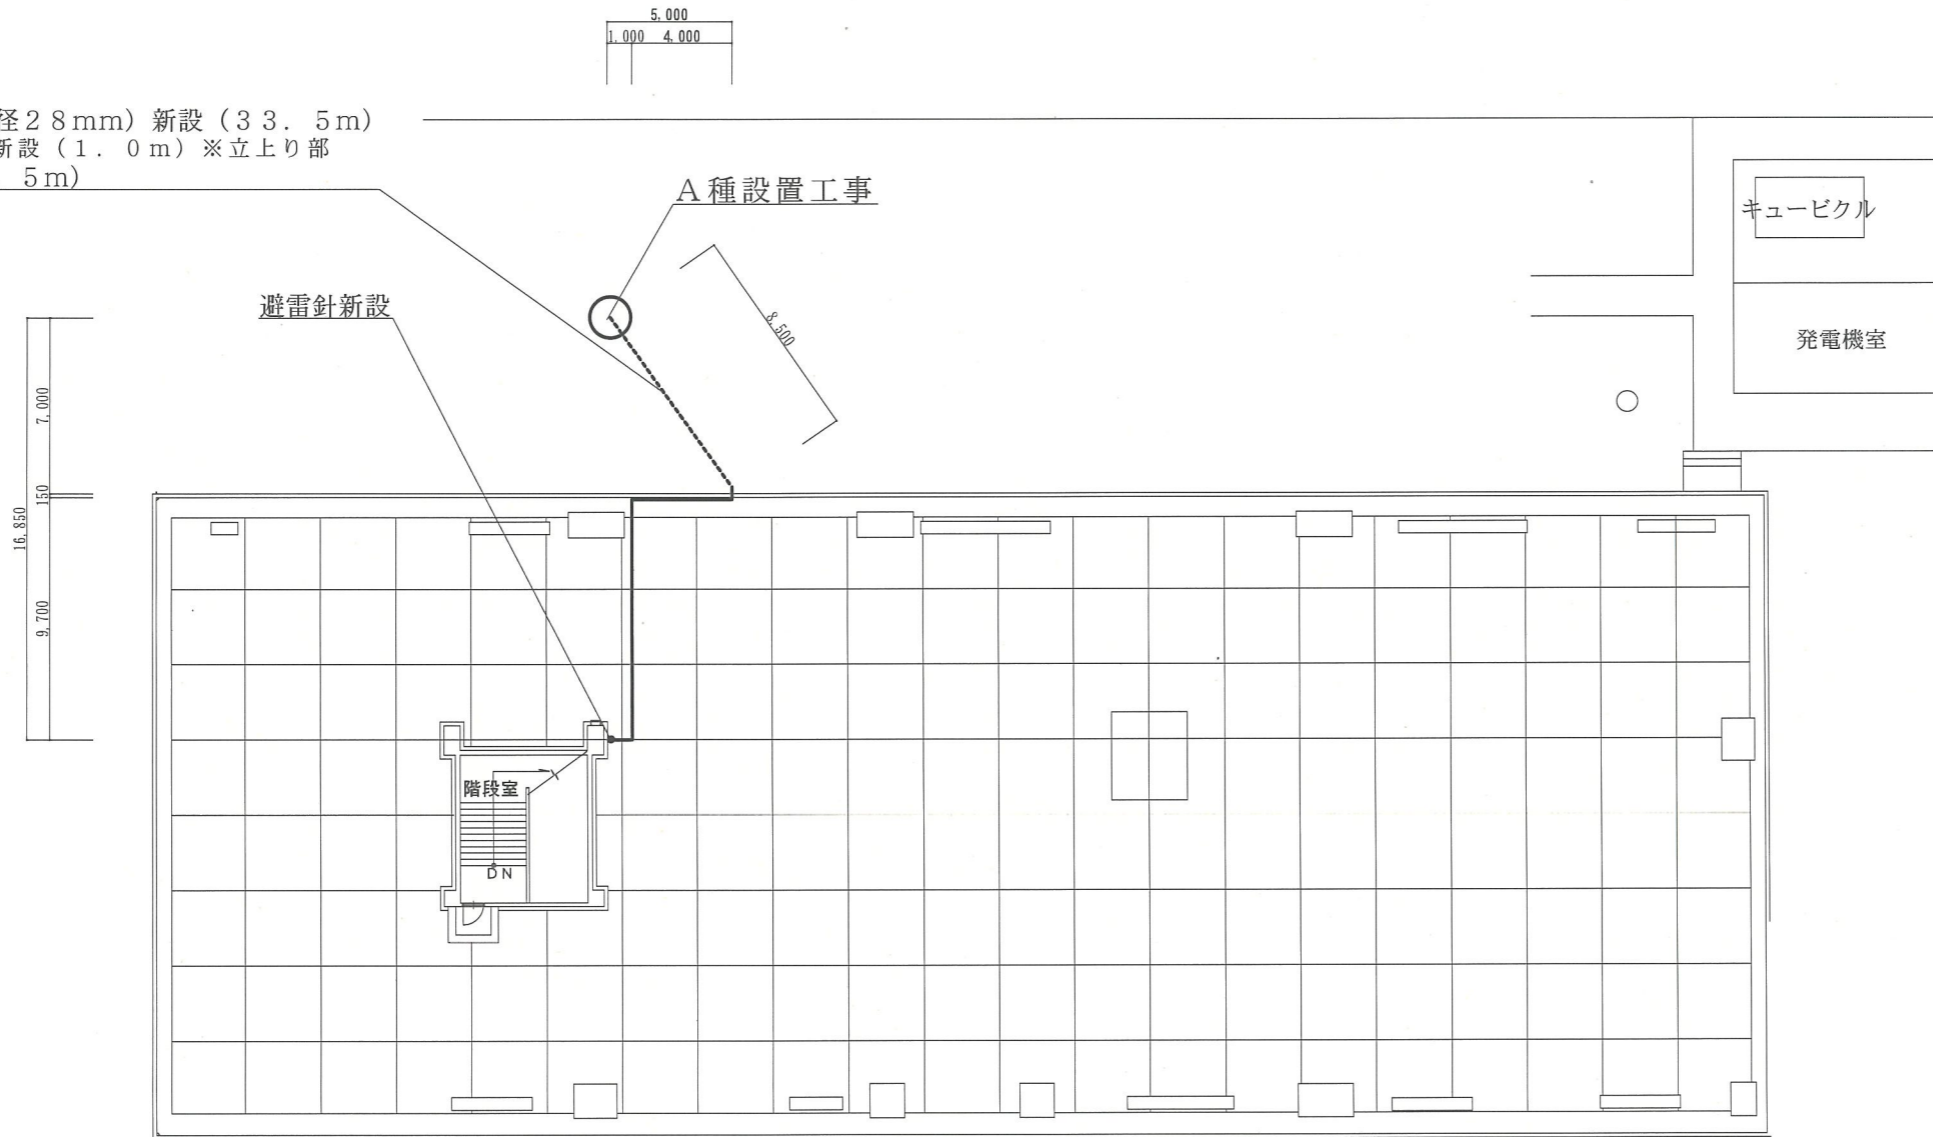 5,000
1,000 4,000
径２８mm）新設（３３．５m）
新設（１．０m）※立上り部
５m）
Ａ種設置工事
キュービクル
避雷針新設
8,500
発電機室
7,000
150
16,850
9,700
階段室
DN